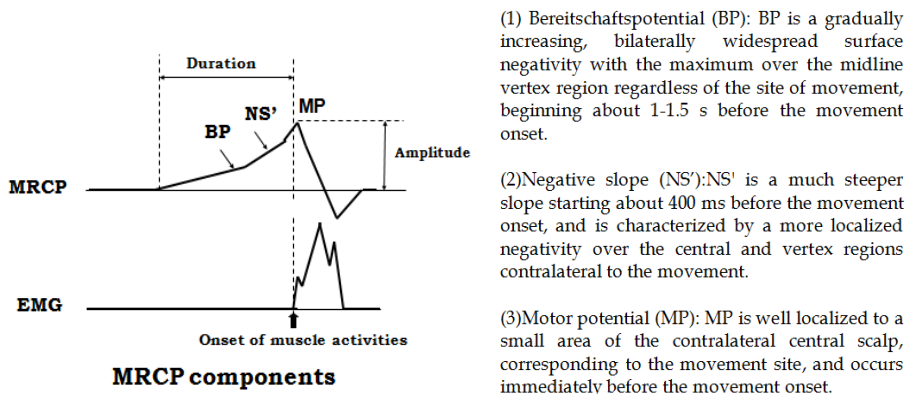 Duration
MP
NS’
BP
Amplitude
MRCP
EMG
Onset of muscle activities
MRCP components
(1) Bereitschaftspotential (BP): BP is a gradually
increasing, bilaterally widespread surface
negativity with the maximum over the midline
vertex region regardless of the site of movement,
beginning about 1-1.5 s before the movement
onset.
(2)Negative slope (NS’):NS' is a much steeper
slope starting about 400 ms before the movement
onset, and is characterized by a more localized
negativity over the central and vertex regions
contralateral to the movement.
(3)Motor potential (MP): MP is well localized to a
small area of the contralateral central scalp,
corresponding to the movement site, and occurs
immediately before the movement onset.